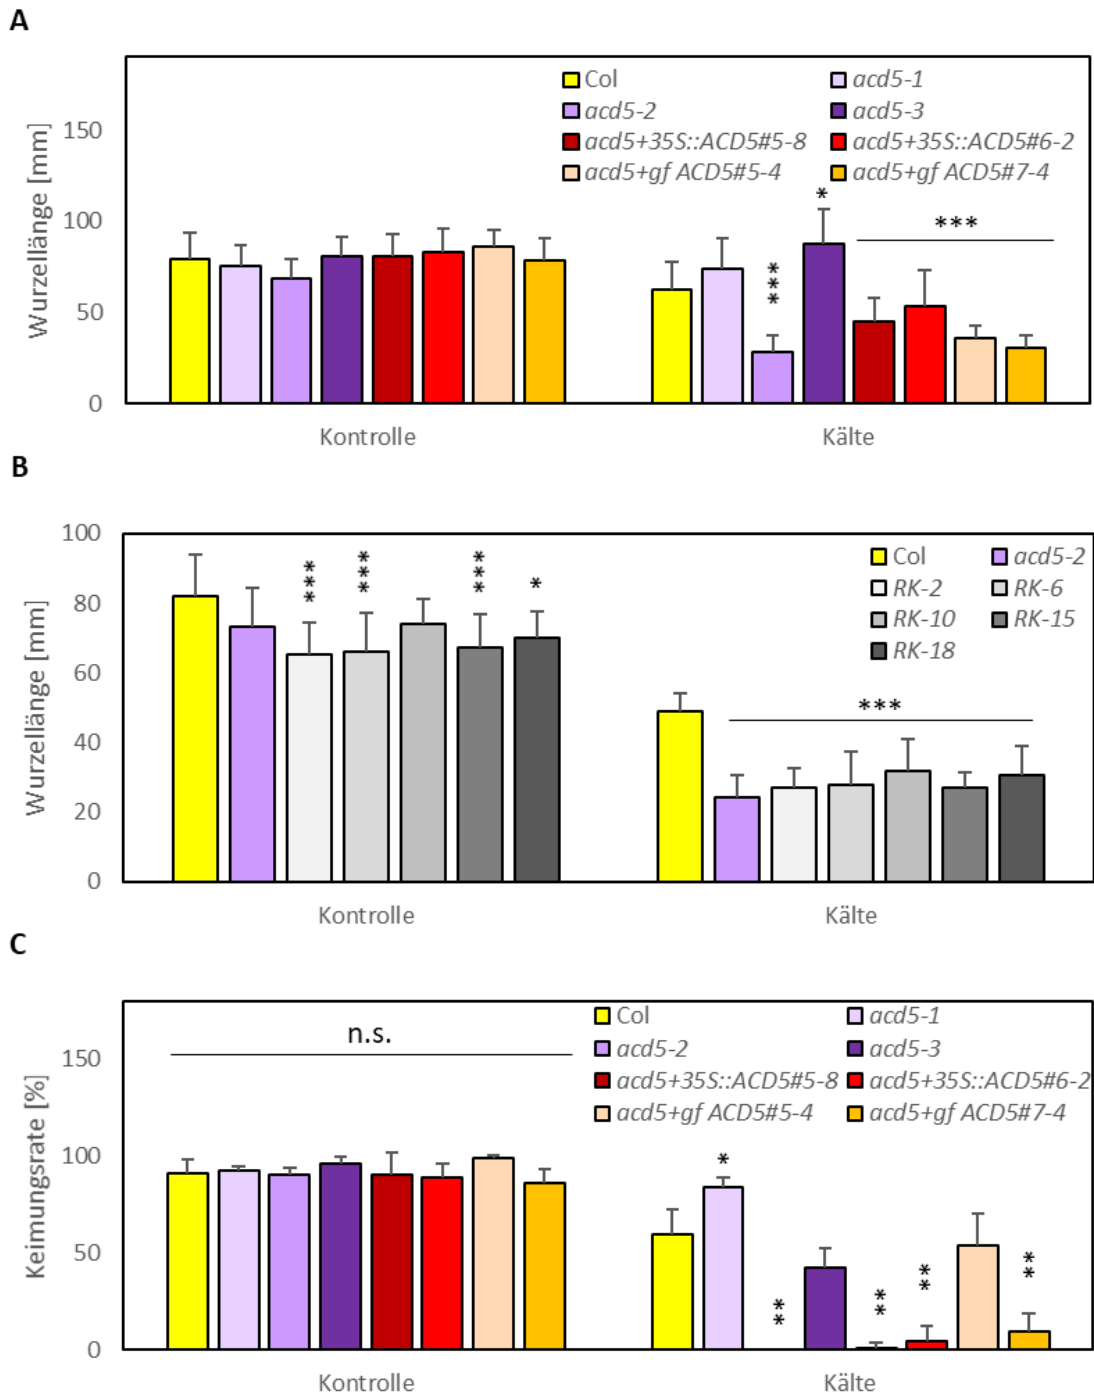 A
Wurzellänge [mm]
150
100
50
0
Col
acd5-1
acd5-2
acd5-3
acd5+35S::ACD5#5-8
acd5+35S::ACD5#6-2
acd5+gf ACD5#5-4
acd5+gf ACD5#7-4
***
*
***
Kontrolle
Kälte
B
Wurzellänge [mm]
100
80
60
40
20
0
Col
acd5-2
RK-2
RK-6
RK-10
RK-15
RK-18
***
***
***
*
***
Kontrolle
Kälte
C
Keimungsrate [%]
150
100
50
0
n.s.
Col
acd5-1
acd5-2
acd5-3
acd5+35S::ACD5#5-8
acd5+35S::ACD5#6-2
acd5+gf ACD5#5-4
acd5+gf ACD5#7-4
*
**
**
**
**
Kontrolle
Kälte